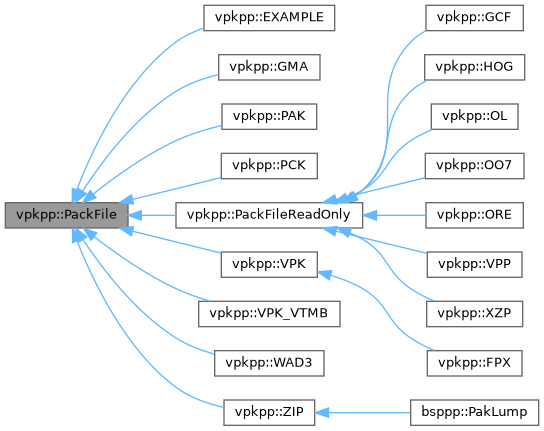 vpkpp::PackFile
vpkpp::EXAMPLE
vpkpp::GMA
vpkpp::PAK
vpkpp::PCK
vpkpp::PackFileReadOnly
vpkpp::VPK
vpkpp::VPK_VTMB
vpkpp::WAD3
vpkpp::ZIP
vpkpp::GCF
vpkpp::HOG
vpkpp::OL
vpkpp::OO7
vpkpp::ORE
vpkpp::VPP
vpkpp::XZP
vpkpp::FPX
bsppp::PakLump